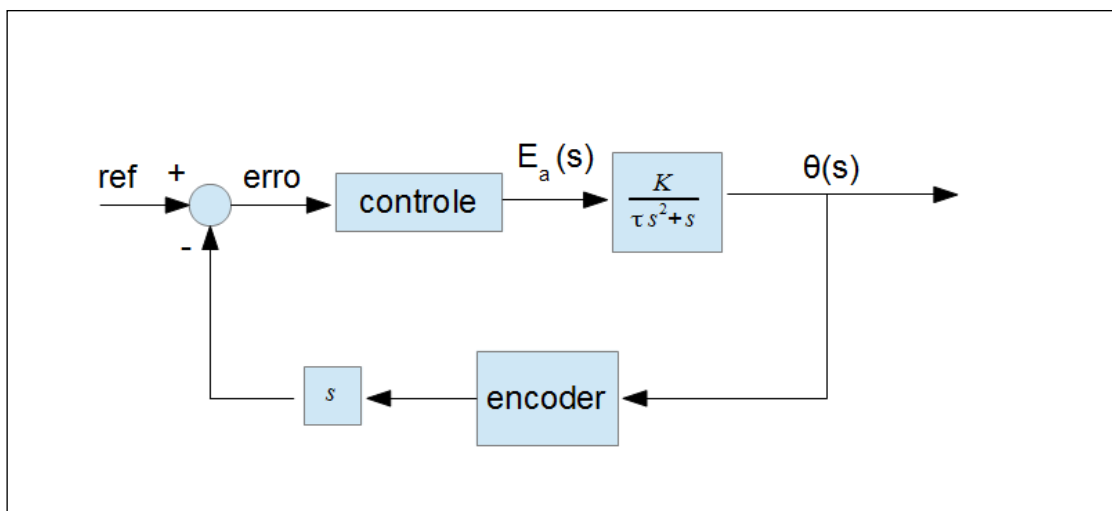 ref
+
erro
controle
E_a(s)
K
τs²+s
θ(s)
-
s
encoder